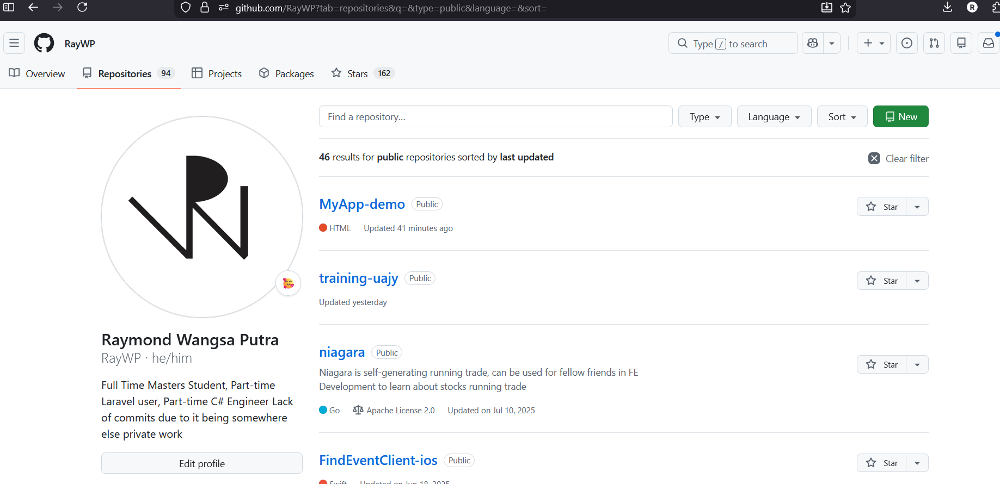 github.com/RayWP?tab=repositories&q=&type=public&language=&sort=
R
RayWP
Type / to search
Overview
Repositories 94
Projects
Packages
Stars 162
Find a repository...
Type
Language
Sort
New
46 results for public repositories sorted by last updated
Clear filter
MyApp-demo Public
Star
HTML Updated 41 minutes ago
training-uajy Public
Star
Updated yesterday
niagara Public
Star
Niagara is self-generating running trade, can be used for fellow friends in FE
Development to learn about stocks running trade
Go Apache License 2.0 Updated on Jul 10, 2025
FindEventClient-ios Public
Star
Swift Updated on Jun 18, 2025
Raymond Wangsa Putra
RayWP · he/him
Full Time Masters Student, Part-time
Laravel user, Part-time C# Engineer Lack
of commits due to it being somewhere
else private work
Edit profile